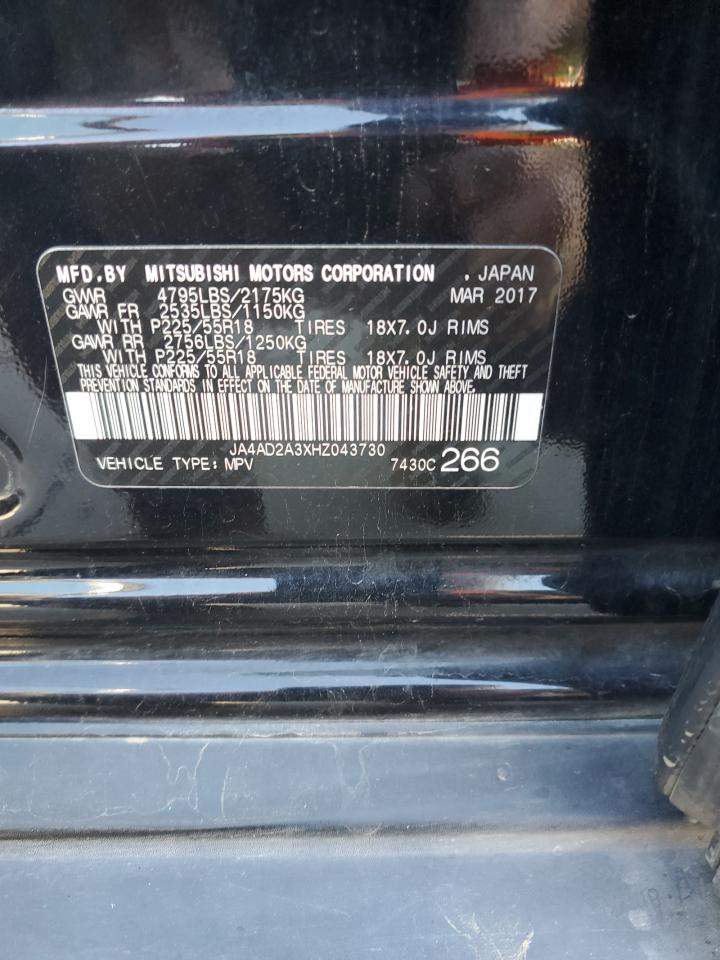 MFD.BY MITSUBISHI MOTORS CORPORATION . JAPAN
GVWR 4795LBS/2175KG MAR 2017
GAWR FR 2535LBS/1150KG
WITH P225/55R18 TIRES 18X7.0J RIMS
GAWR RR 2756LBS/1250KG
WITH P225/55R18 TIRES 18X7.0J RIMS
THIS VEHICLE CONFORMS TO ALL APPLICABLE FEDERAL MOTOR VEHICLE SAFETY AND THEFT
PREVENTION STANDARDS IN EFFECT ON THE DATE OF MANUFACTURE SHOWN ABOVE.
JA4AD2A3XHZ043730
VEHICLE TYPE: MPV 7430C 266